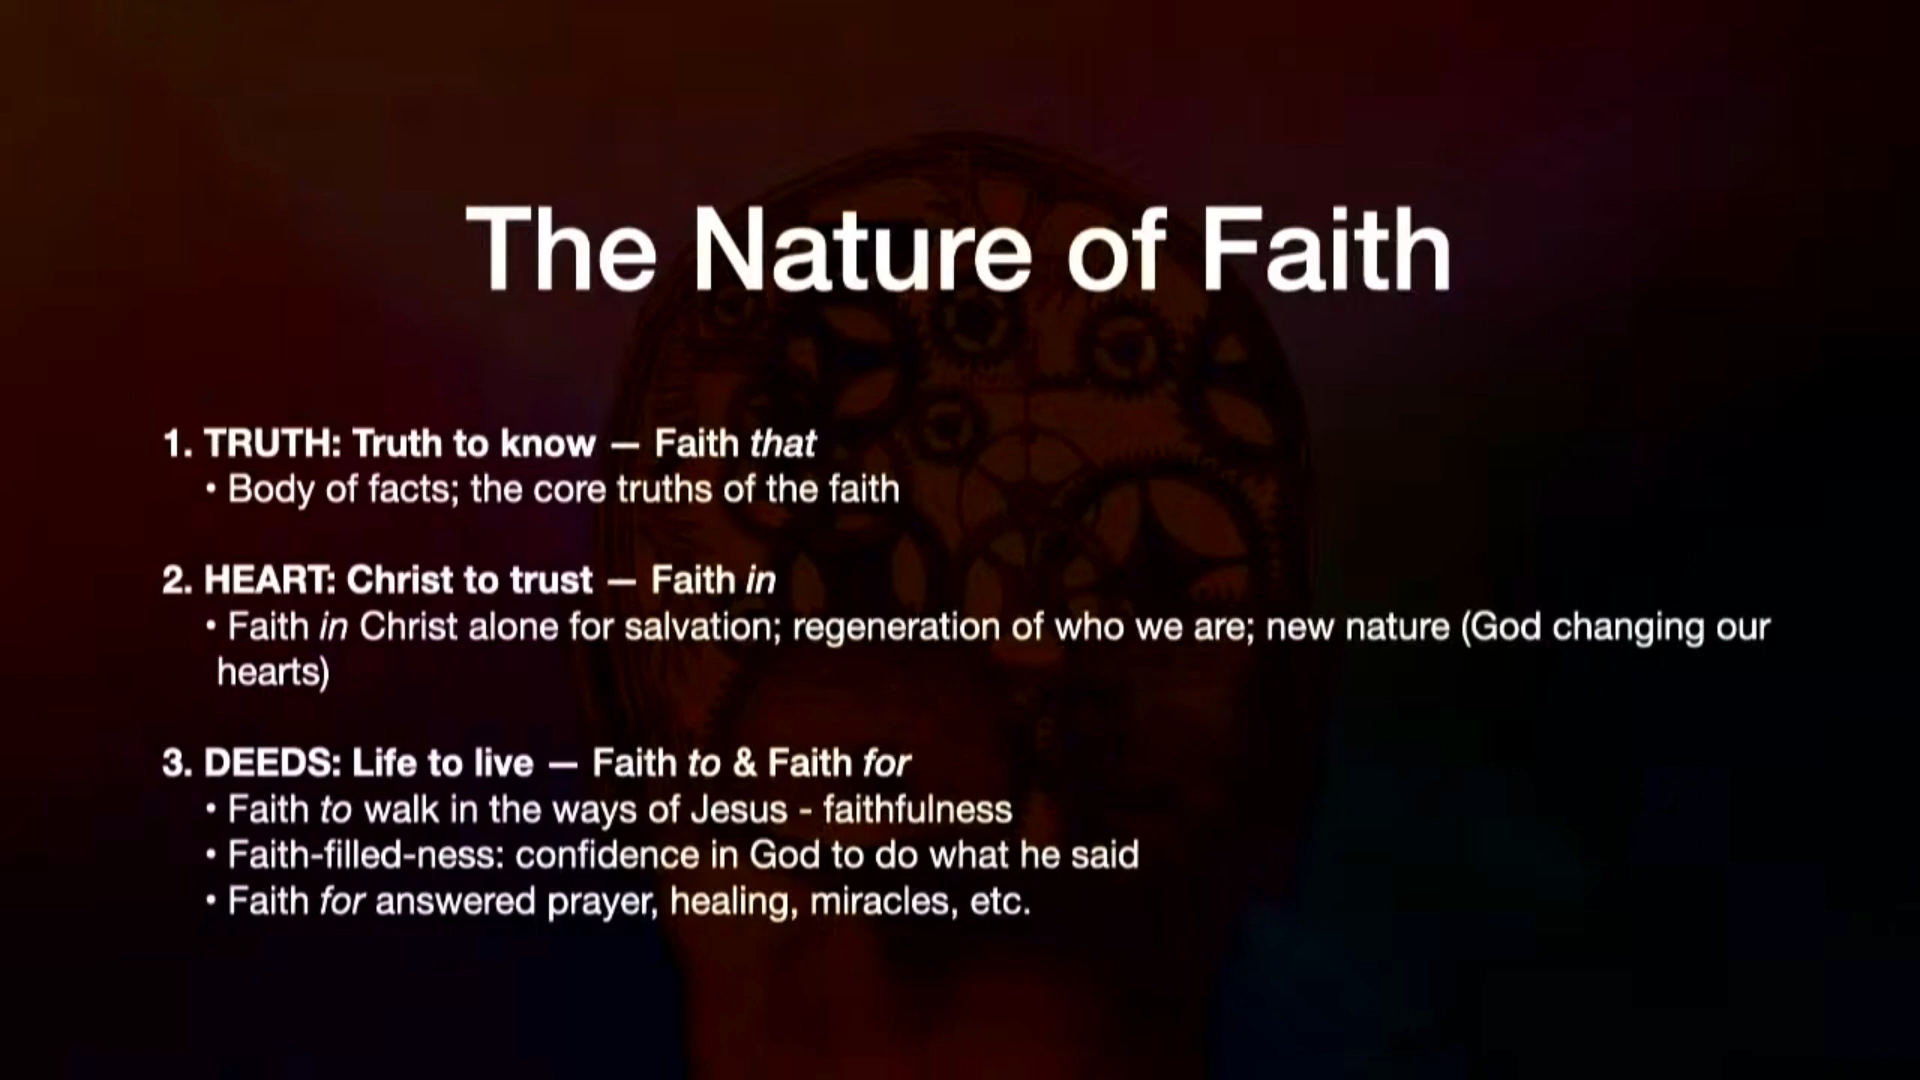 The Nature of Faith
1. TRUTH: Truth to know — Faith that
• Body of facts; the core truths of the faith
2. HEART: Christ to trust — Faith in
• Faith in Christ alone for salvation; regeneration of who we are; new nature (God changing our
hearts)
3. DEEDS: Life to live — Faith to & Faith for
• Faith to walk in the ways of Jesus - faithfulness
• Faith-filled-ness: confidence in God to do what he said
• Faith for answered prayer, healing, miracles, etc.